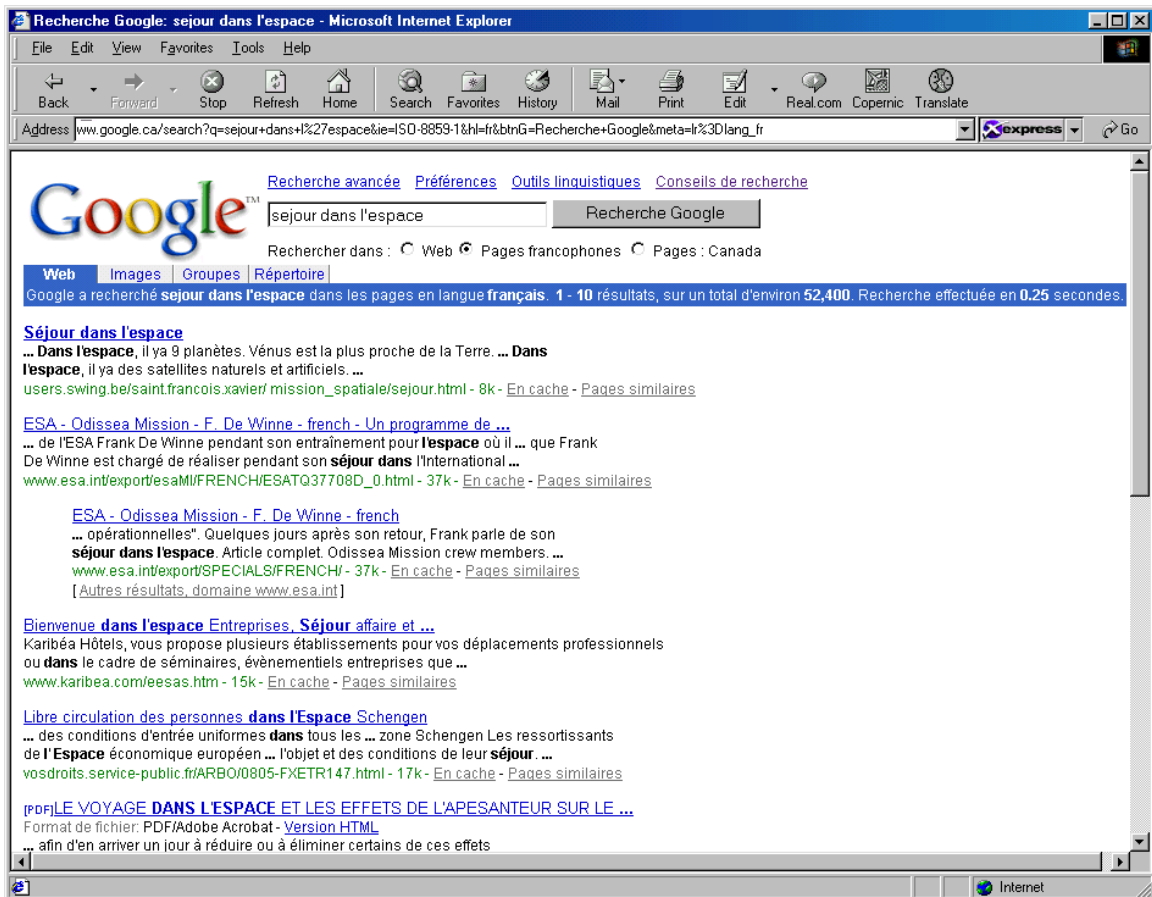 Recherche Google: sejour dans l'espace - Microsoft Internet Explorer
File Edit View Favorites Tools Help
Back Forward Stop Refresh Home Search Favorites History Mail Print Edit Real.com Copernic Translate
Address ww.google.ca/search?q=sejour+dans+l%27espace&ie=ISO-8859-1&hl=fr&btnG=Recherche+Google&meta=lr%3Dlang_fr express Go
Recherche avancée Préférences Outils linguistiques Conseils de recherche
Google™ sejour dans l'espace Recherche Google
Rechercher dans : Web Pages francophones Pages : Canada
Web Images Groupes Répertoire
Google a recherché sejour dans l'espace dans les pages en langue français. 1 - 10 résultats, sur un total d'environ 52,400. Recherche effectuée en 0.25 secondes.
Séjour dans l'espace
... Dans l'espace, il ya 9 planètes. Vénus est la plus proche de la Terre. ... Dans
l'espace, il ya des satellites naturels et artificiels. ...
users.swing.be/saint.francois.xavier/ mission_spatiale/sejour.html - 8k - En cache - Pages similaires
ESA - Odissea Mission - F. De Winne - french - Un programme de ...
... de l'ESA Frank De Winne pendant son entraînement pour l'espace où il ... que Frank
De Winne est chargé de réaliser pendant son séjour dans l'International ...
www.esa.int/export/esaMI/FRENCH/ESATQ37708D_0.html - 37k - En cache - Pages similaires
ESA - Odissea Mission - F. De Winne - french
... opérationnelles". Quelques jours après son retour, Frank parle de son
séjour dans l'espace. Article complet. Odissea Mission crew members. ...
www.esa.int/export/SPECIALS/FRENCH/ - 37k - En cache - Pages similaires
[ Autres résultats, domaine www.esa.int ]
Bienvenue dans l'espace Entreprises, Séjour affaire et ...
Karibéa Hôtels, vous propose plusieurs établissements pour vos déplacements professionnels
ou dans le cadre de séminaires, évènementiels entreprises que ...
www.karibea.com/eesas.htm - 15k - En cache - Pages similaires
Libre circulation des personnes dans l'Espace Schengen
... des conditions d'entrée uniformes dans tous les ... zone Schengen Les ressortissants
de l' Espace économique européen ... l'objet et des conditions de leur séjour. ...
vosdroits.service-public.fr/ARBO/0805-FXETR147.html - 17k - En cache - Pages similaires
[PDF]LE VOYAGE DANS L'ESPACE ET LES EFFETS DE L'APESANTEUR SUR LE ...
Format de fichier: PDF/Adobe Acrobat - Version HTML
... afin d'en arriver un jour à réduire ou à éliminer certains de ces effets
Internet